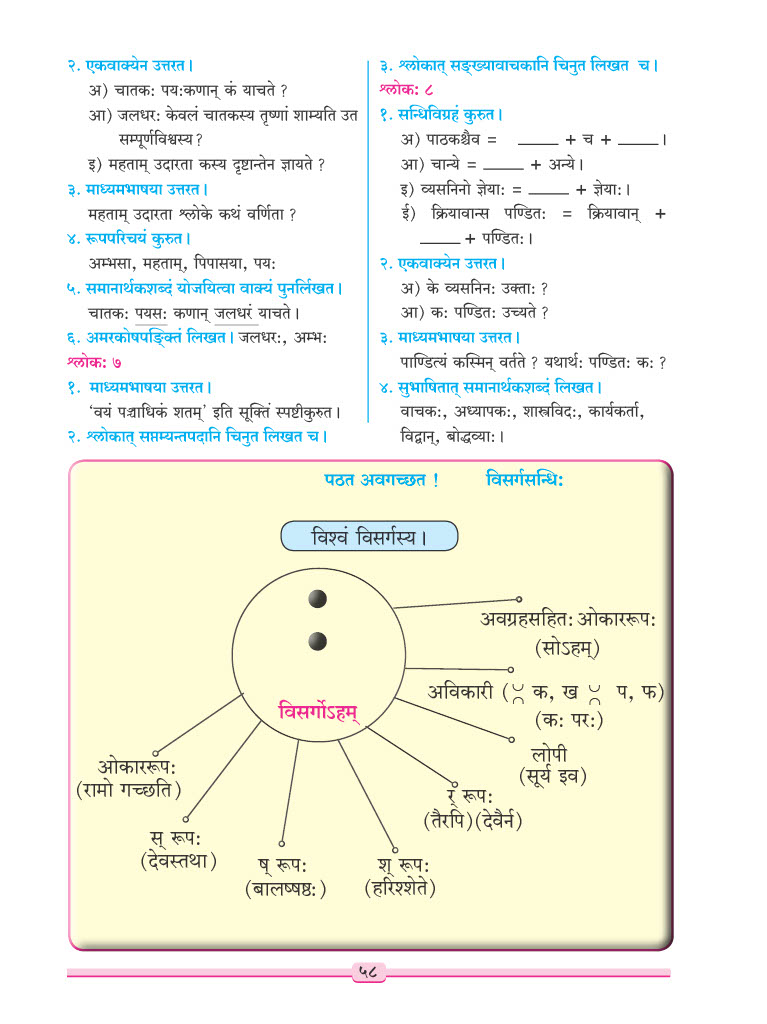 २. एकवाक्येन उत्तरत।
अ) चातक: पय:कणान् कं याचते ?
आ) जलधर: केवलं चातकस्य तृष्णां शाम्यति उत
सम्पूर्णविश्वस्य ?
इ) महताम् उदारता कस्य दृष्टान्तेन ज्ञायते ?
३. माध्यमभाषया उत्तरत।
महताम् उदारता श्लोके कथं वर्णिता ?
४. रूपपरिचयं कुरुत।
अम्भसा, महताम्, पिपासया, पय:
५. समानार्थकशब्दं योजयित्वा वाक्यं पुनर्लिखत।
चातक: पयस: कणान् जलधरं याचते।
६. अमरकोषपङ्क्तिं लिखत। जलधर:, अम्भ:
श्लोक: ७
१. माध्यमभाषया उत्तरत।
‘वयं पञ्चाधिकं शतम्’ इति सूक्तिं स्पष्टीकुरुत।
२. श्लोकात् सप्तम्यन्तपदानि चिनुत लिखत च।
३. श्लोकात् सङ्ख्यावाचकानि चिनुत लिखत च।
श्लोक: ८
१. सन्धिविग्रहं कुरुत।
अ) पाठकश्चैव = _____ + च + _____।
आ) चान्ये = _____ + अन्ये।
इ) व्यसनिनो ज्ञेया: = _____ + ज्ञेया:।
ई) क्रियावान्स पण्डित: = क्रियावान् +
_____ + पण्डित:।
२. एकवाक्येन उत्तरत।
अ) के व्यसनिन: उक्ता: ?
आ) क: पण्डित: उच्यते ?
३. माध्यमभाषया उत्तरत।
पाण्डित्यं कस्मिन् वर्तते ? यथार्थ: पण्डित: क: ?
४. सुभाषितात् समानार्थकशब्दं लिखत।
वाचक:, अध्यापक:, शास्त्रविद:, कार्यकर्ता,
विद्वान्, बोद्धव्या:।
पठत अवगच्छत ! विसर्गसन्धि:
विश्वं विसर्गस्य।
अवग्रहसहित: ओकाररूप:
(सोऽहम्)
अविकारी (ᳲ क, ख ᳲ प, फ)
(क: पर:)
विसर्गोऽहम्
लोपी
(सूर्य इव)
ओकाररूप:
(रामो गच्छति)
र् रूप:
(तैरपि)(देवैर्न)
स् रूप:
(देवस्तथा)
ष् रूप:
(बालष्षष्ठ:)
श् रूप:
(हरिश्शेते)
५८